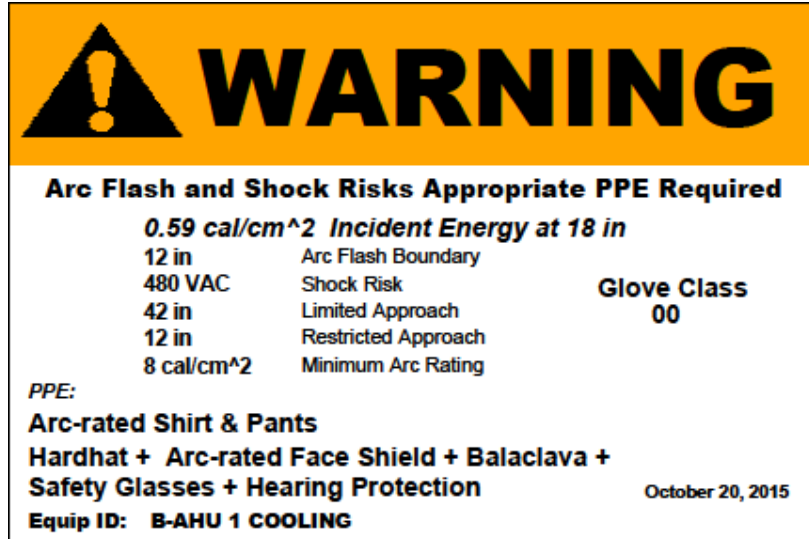 WARNING
Arc Flash and Shock Risks Appropriate PPE Required
0.59 cal/cm^2 Incident Energy at 18 in
12 in Arc Flash Boundary
480 VAC Shock Risk
42 in Limited Approach
12 in Restricted Approach
8 cal/cm^2 Minimum Arc Rating
Glove Class
00
PPE:
Arc-rated Shirt & Pants
Hardhat + Arc-rated Face Shield + Balaclava +
Safety Glasses + Hearing Protection
October 20, 2015
Equip ID: B-AHU 1 COOLING